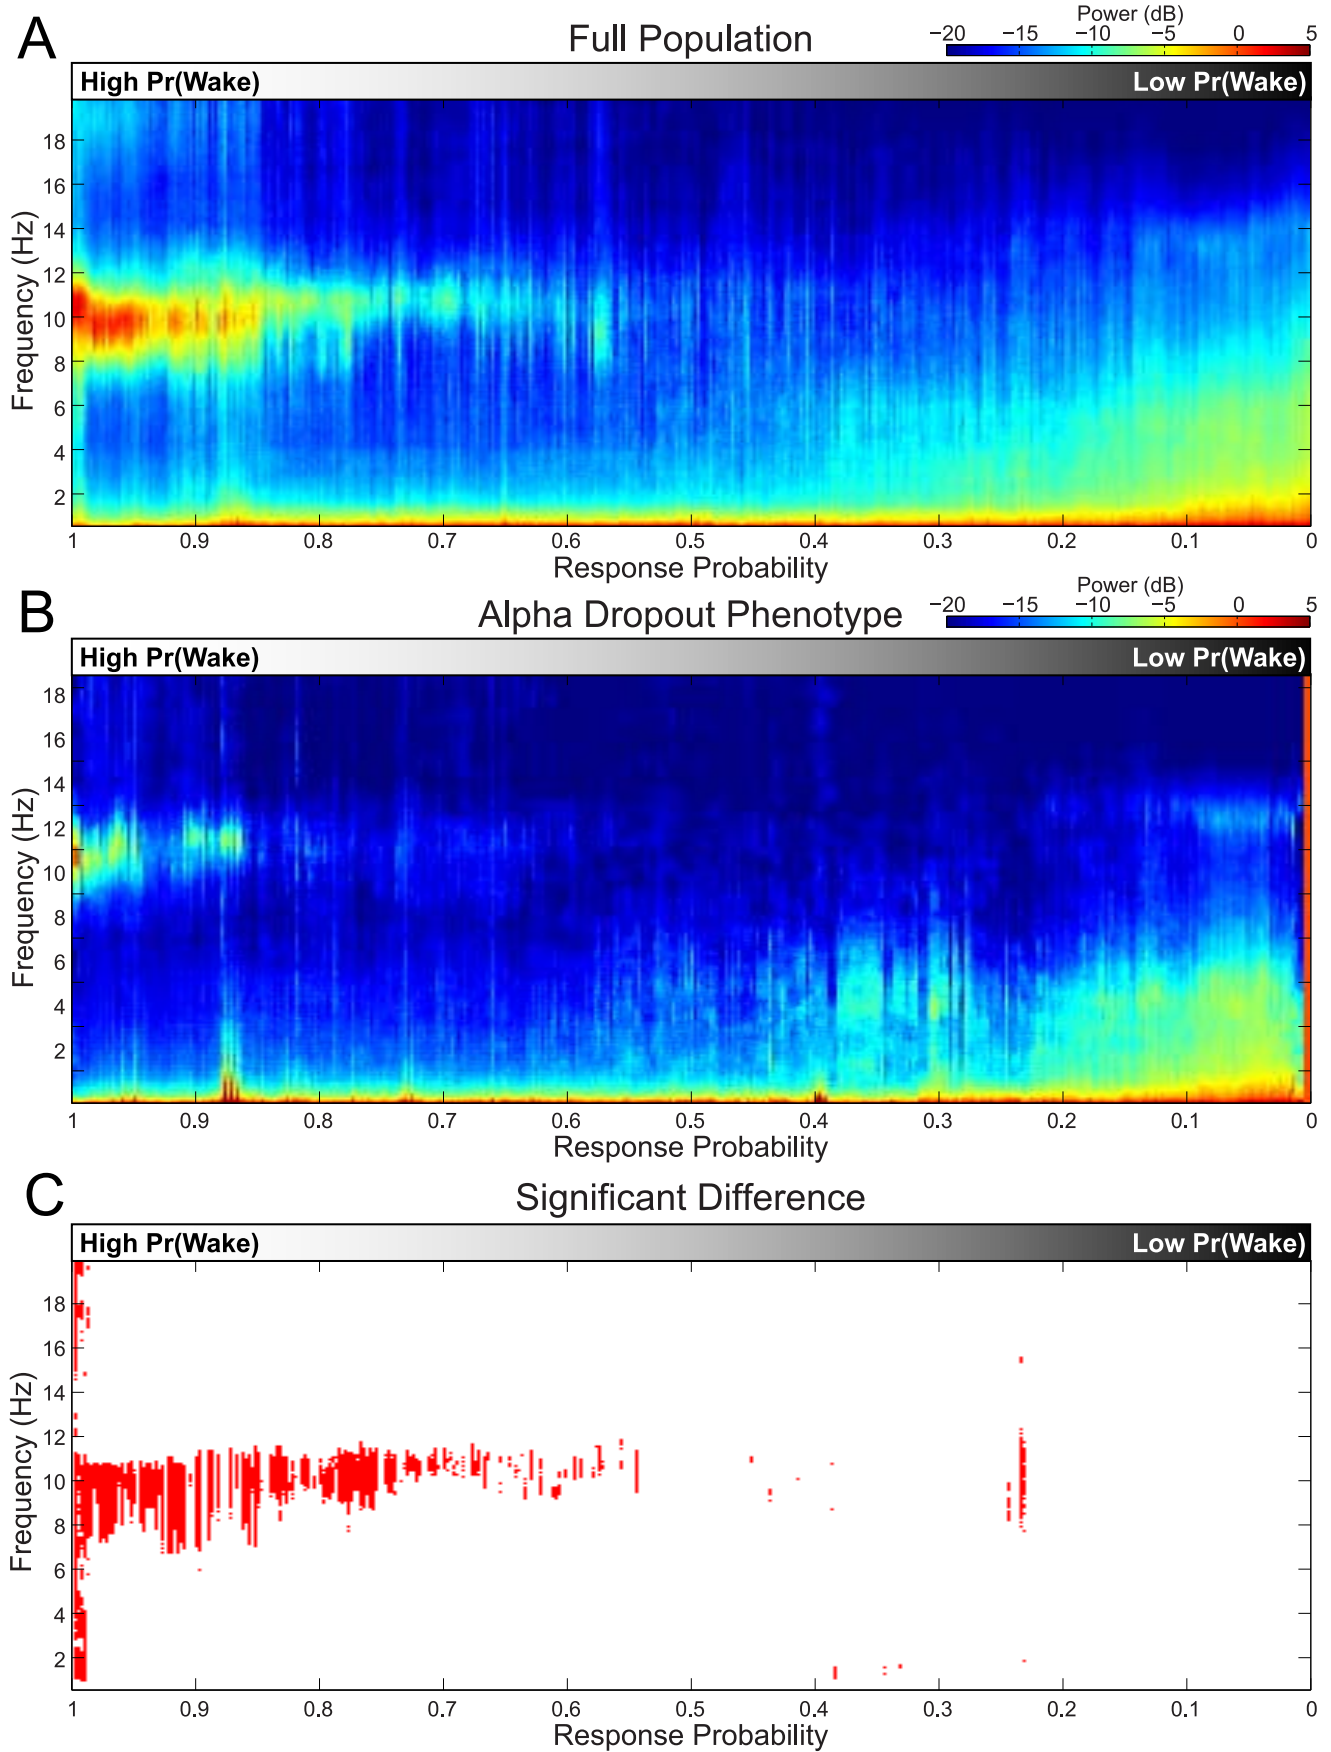 A
Full Population
Power (dB)
−20 −15 −10 −5 0 5
High Pr(Wake) Low Pr(Wake)
Frequency (Hz)
18
16
14
12
10
8
6
4
2
1 0.9 0.8 0.7 0.6 0.5 0.4 0.3 0.2 0.1 0
Response Probability
B
Alpha Dropout Phenotype
Power (dB)
−20 −15 −10 −5 0 5
High Pr(Wake) Low Pr(Wake)
Frequency (Hz)
18
16
14
12
10
8
6
4
2
1 0.9 0.8 0.7 0.6 0.5 0.4 0.3 0.2 0.1 0
Response Probability
C
Significant Difference
High Pr(Wake) Low Pr(Wake)
Frequency (Hz)
18
16
14
12
10
8
6
4
2
1 0.9 0.8 0.7 0.6 0.5 0.4 0.3 0.2 0.1 0
Response Probability